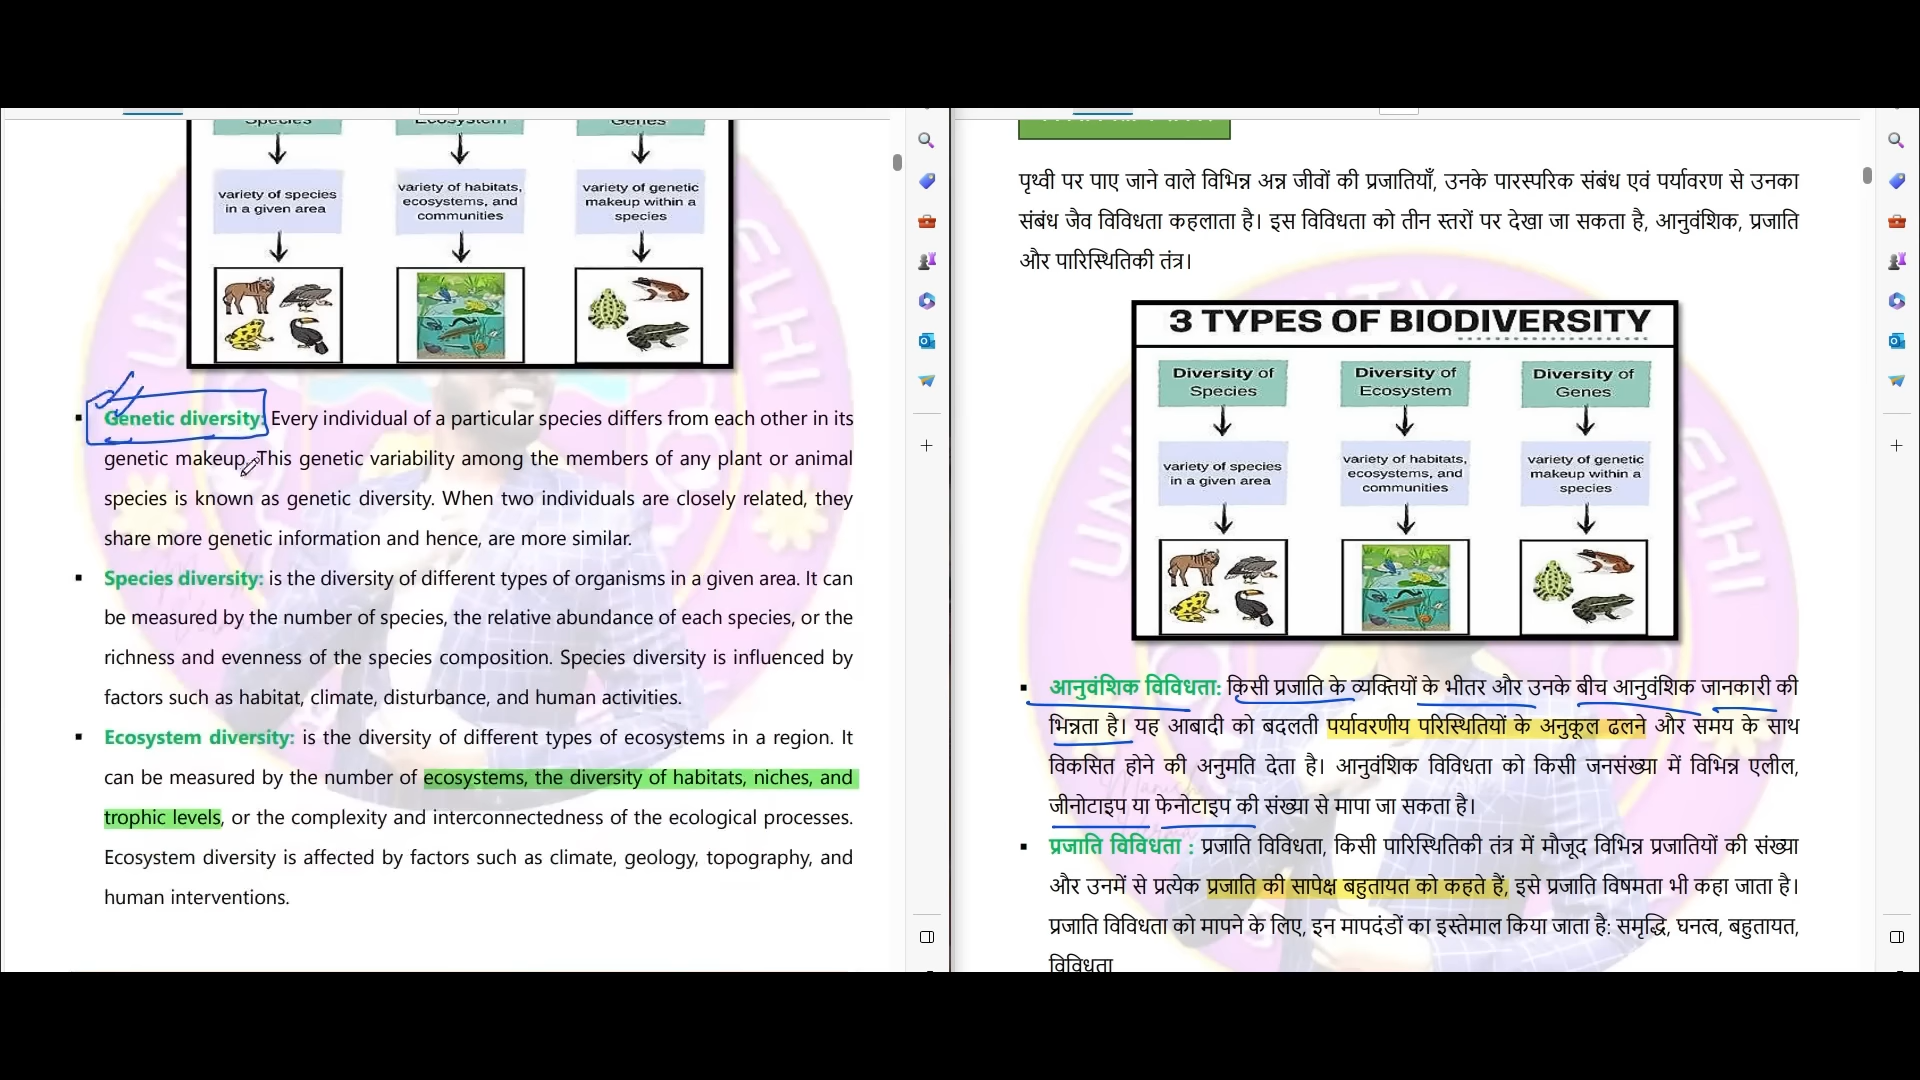 Species
Ecosystem
Genes
variety of species
in a given area
variety of habitats,
ecosystems, and
communities
variety of genetic
makeup within a
species
Genetic diversity: Every individual of a particular species differs from each other in its
genetic makeup. This genetic variability among the members of any plant or animal
species is known as genetic diversity. When two individuals are closely related, they
share more genetic information and hence, are more similar.
Species diversity: is the diversity of different types of organisms in a given area. It can
be measured by the number of species, the relative abundance of each species, or the
richness and evenness of the species composition. Species diversity is influenced by
factors such as habitat, climate, disturbance, and human activities.
Ecosystem diversity: is the diversity of different types of ecosystems in a region. It
can be measured by the number of ecosystems, the diversity of habitats, niches, and
trophic levels, or the complexity and interconnectedness of the ecological processes.
Ecosystem diversity is affected by factors such as climate, geology, topography, and
human interventions.
पृथ्वी पर पाए जाने वाले विभिन्न अन्न जीवों की प्रजातियाँ, उनके पारस्परिक संबंध एवं पर्यावरण से उनका
संबंध जैव विविधता कहलाता है। इस विविधता को तीन स्तरों पर देखा जा सकता है, आनुवंशिक, प्रजाति
और पारिस्थितिकी तंत्र।
3 TYPES OF BIODIVERSITY
Diversity of
Species
Diversity of
Ecosystem
Diversity of
Genes
variety of species
in a given area
variety of habitats,
ecosystems, and
communities
variety of genetic
makeup within a
species
आनुवंशिक विविधता: किसी प्रजाति के व्यक्तियों के भीतर और उनके बीच आनुवंशिक जानकारी की
भिन्नता है। यह आबादी को बदलती पर्यावरणीय परिस्थितियों के अनुकूल ढलने और समय के साथ
विकसित होने की अनुमति देता है। आनुवंशिक विविधता को किसी जनसंख्या में विभिन्न एलील,
जीनोटाइप या फेनोटाइप की संख्या से मापा जा सकता है।
प्रजाति विविधता : प्रजाति विविधता, किसी पारिस्थितिकी तंत्र में मौजूद विभिन्न प्रजातियों की संख्या
और उनमें से प्रत्येक प्रजाति की सापेक्ष बहुतायत को कहते हैं, इसे प्रजाति विषमता भी कहा जाता है।
प्रजाति विविधता को मापने के लिए, इन मापदंडों का इस्तेमाल किया जाता है: समृद्धि, घनत्व, बहुतायत,
विविधता